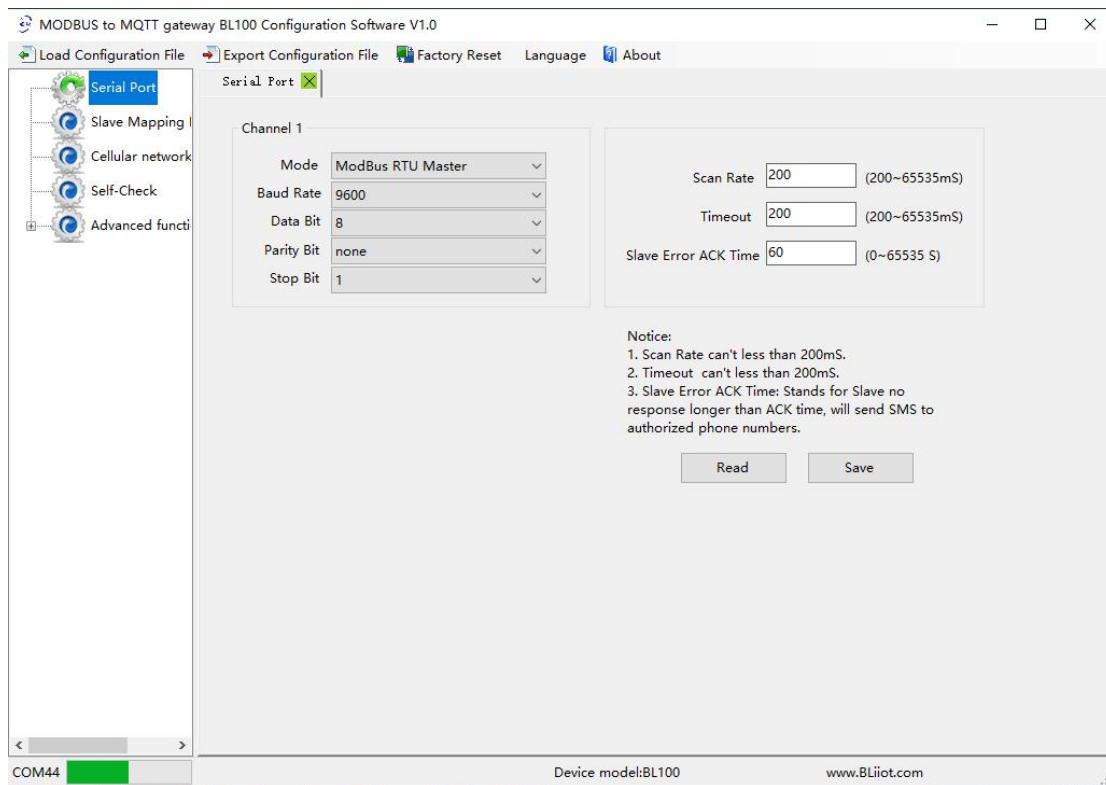 MODBUS to MQTT gateway BL100 Configuration Software V1.0
Load Configuration File Export Configuration File Factory Reset Language About
Serial Port
Slave Mapping
Cellular network
Self-Check
Advanced functi
Serial Port
Channel 1
Mode ModBus RTU Master
Baud Rate 9600
Data Bit 8
Parity Bit none
Stop Bit 1
Scan Rate 200 (200~65535mS)
Timeout 200 (200~65535mS)
Slave Error ACK Time 60 (0~65535 S)
Notice:
1. Scan Rate can't less than 200mS.
2. Timeout can't less than 200mS.
3. Slave Error ACK Time: Stands for Slave no
response longer than ACK time, will send SMS to
authorized phone numbers.
Read Save
COM44 Device model:BL100 www.BLiiot.com